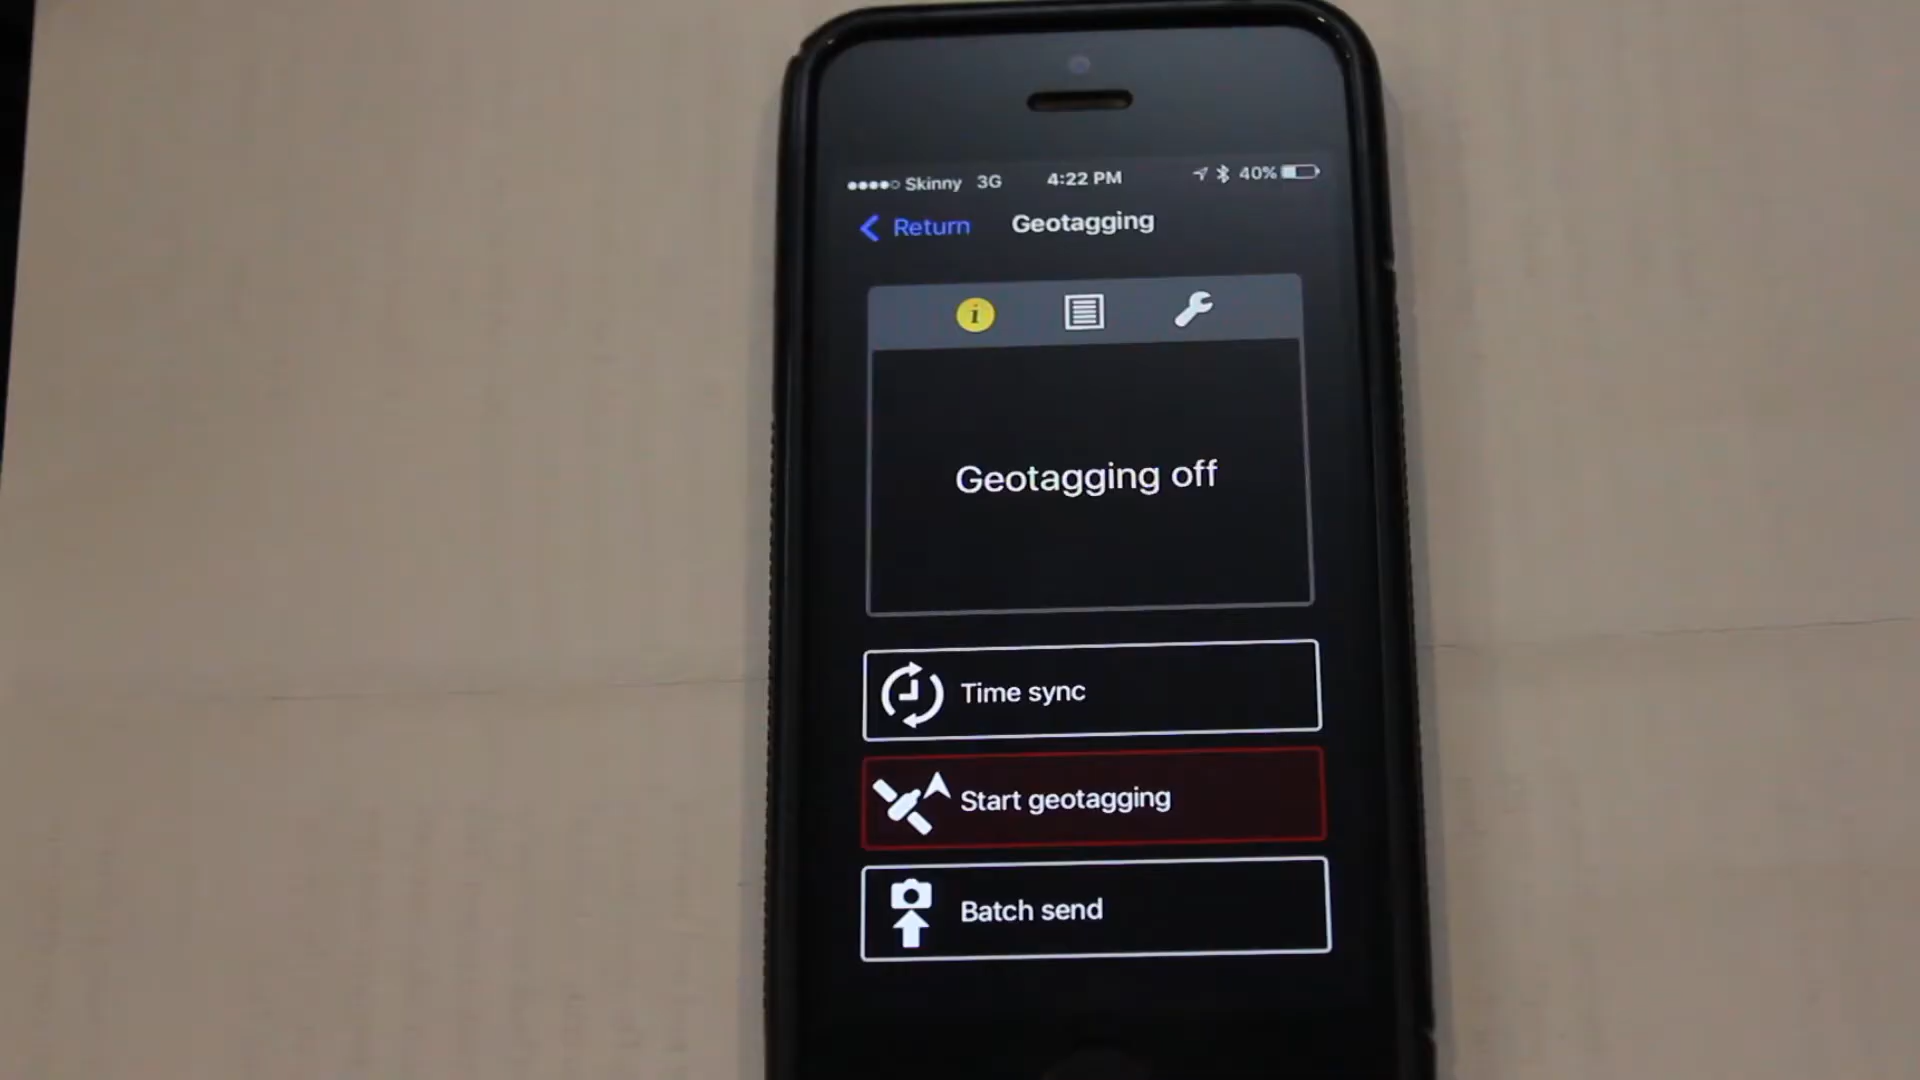 Skinny 3G 4:22 PM 40%
Return Geotagging
i
Geotagging off
Time sync
Start geotagging
Batch send